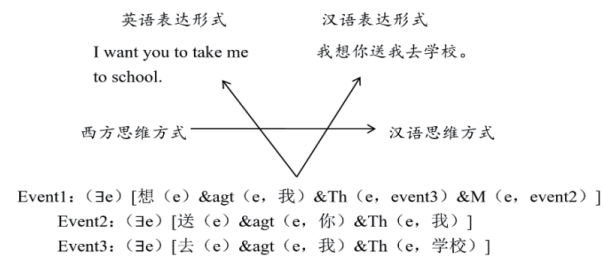 英语表达形式 汉语表达形式
I want you to take me 我想你送我去学校。
to school.
西方思维方式 汉语思维方式
Event1：（∃e）[想（e）&agt（e，我）&Th（e，event3）&M（e，event2）]
Event2：（∃e）[送（e）&agt（e，你）&Th（e，我）]
Event3：（∃e）[去（e）&agt（e，我）&Th（e，学校）]